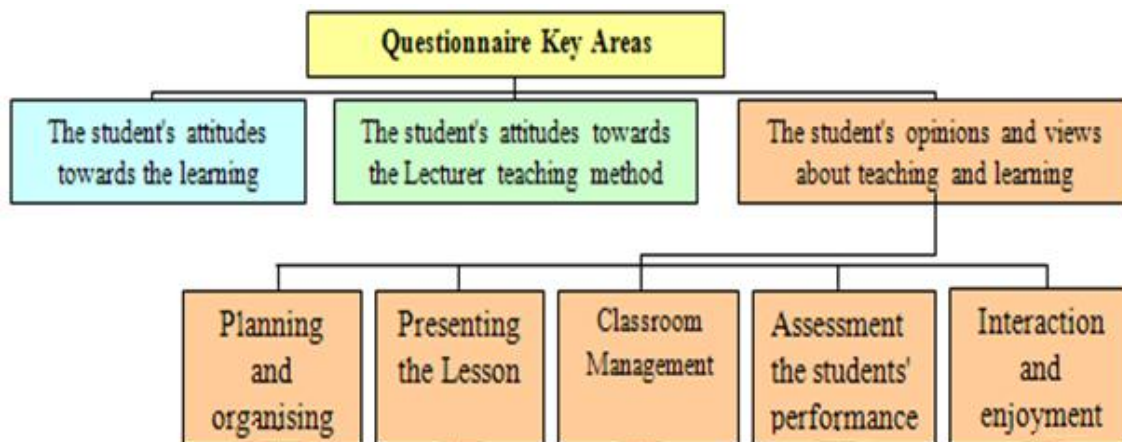 Questionnaire Key Areas
The student's attitudes
towards the learning
The student's attitudes towards
the Lecturer teaching method
The student's opinions and views
about teaching and learning
Planning
and
organising
Presenting
the Lesson
Classroom
Management
Assessment
the students'
performance
Interaction
and
enjoyment